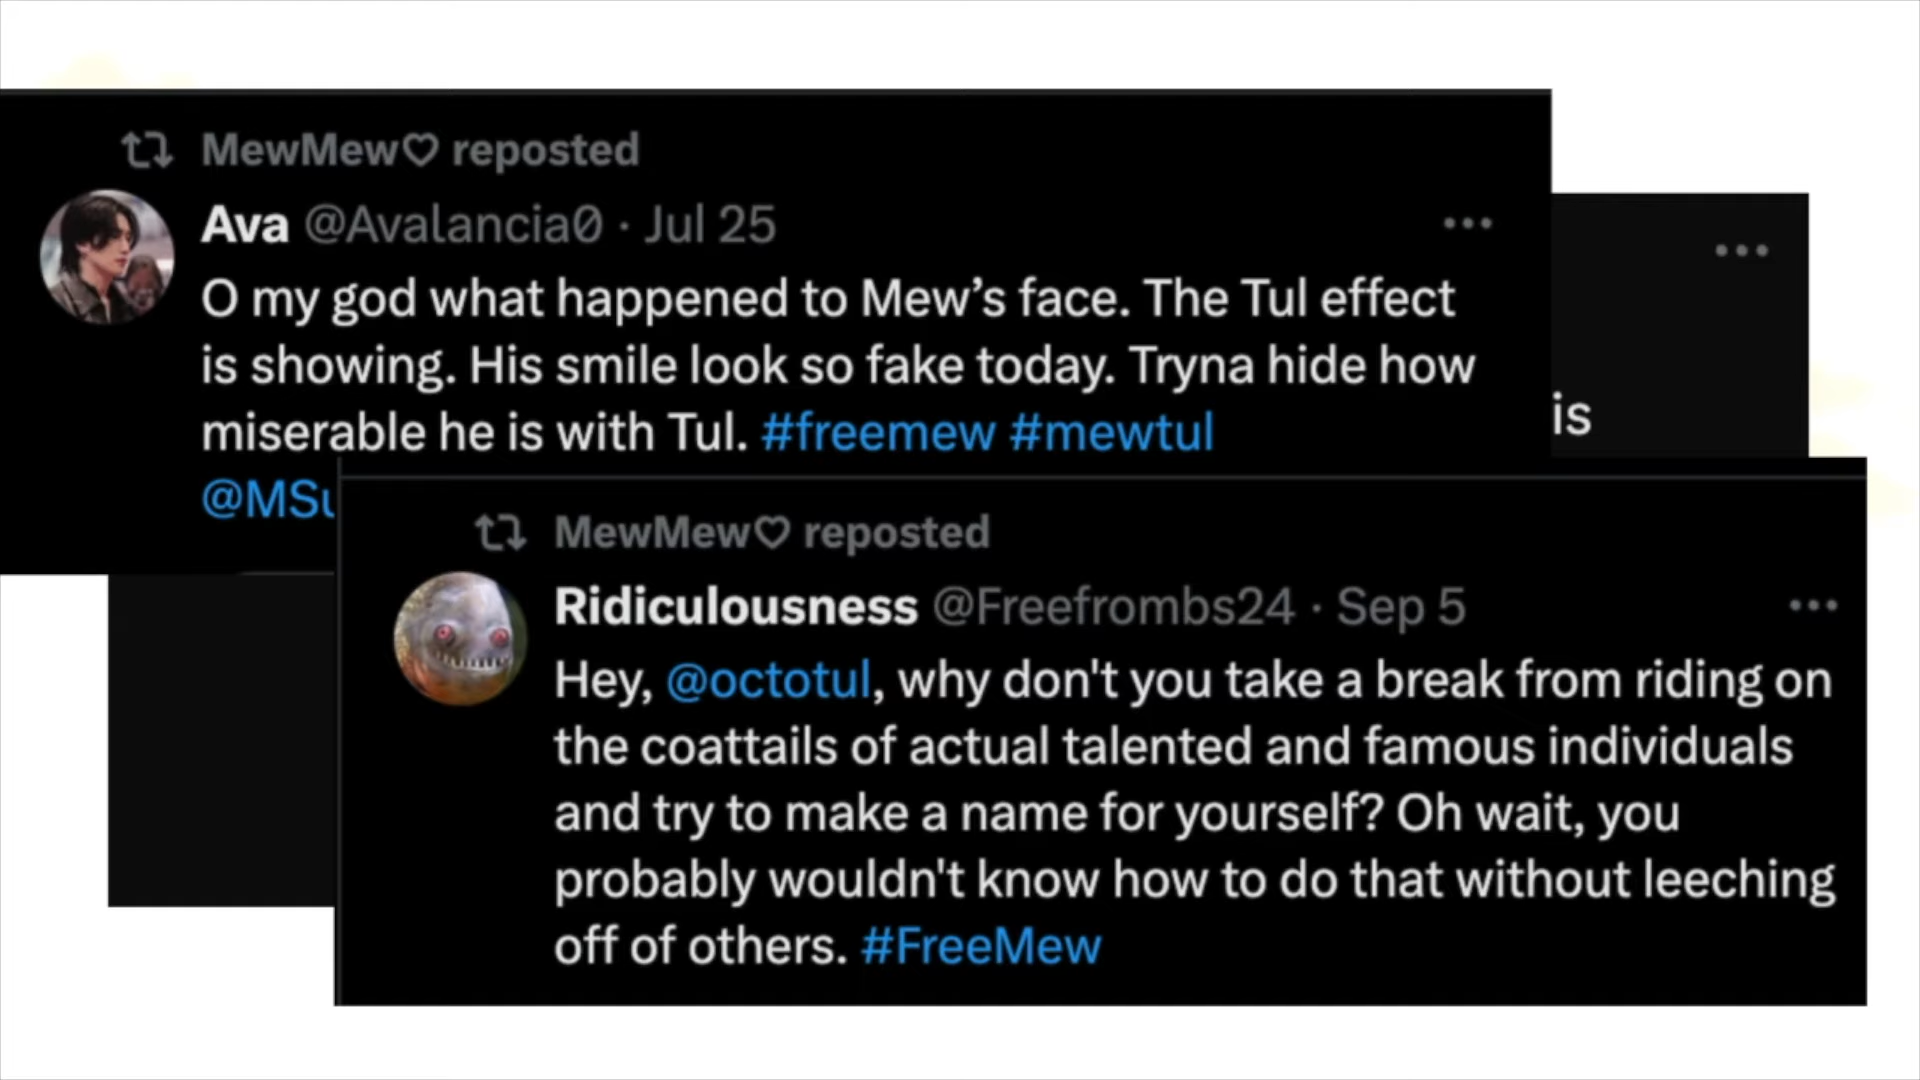 MewMew♡ reposted
Ava @Avalancia0 · Jul 25
O my god what happened to Mew’s face. The Tul effect
is showing. His smile look so fake today. Tryna hide how
miserable he is with Tul. #freemew #mewtul
is
MewMew♡ reposted
Ridiculousness @Freefrombs24 · Sep 5
Hey, @octotul, why don't you take a break from riding on
the coattails of actual talented and famous individuals
and try to make a name for yourself? Oh wait, you
probably wouldn't know how to do that without leeching
off of others. #FreeMew